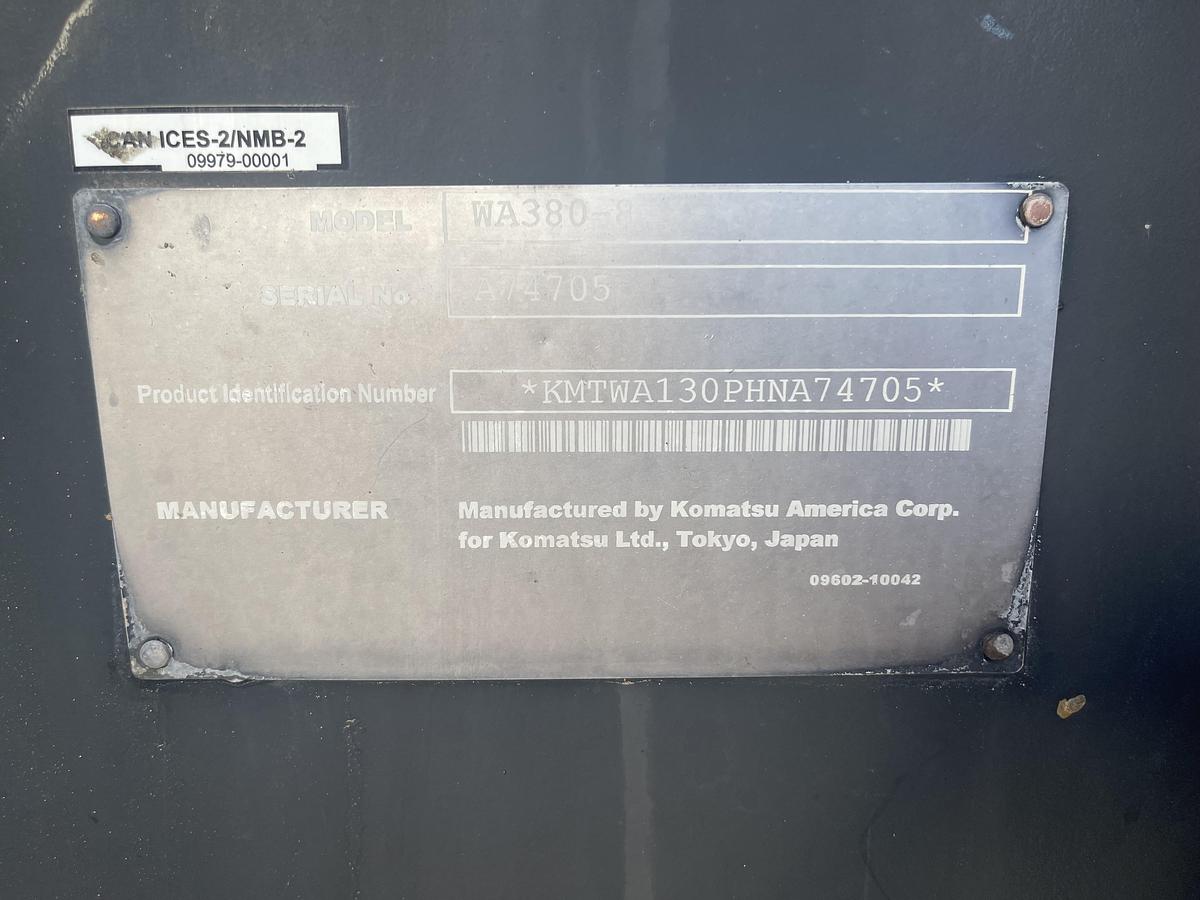 CAN ICES-2/NMB-2
09979-00001
MODEL WA380-8
SERIAL No. A74705
Product Identification Number *KMTWA130PHNA74705*
MANUFACTURER Manufactured by Komatsu America Corp.
for Komatsu Ltd., Tokyo, Japan
09602-10042